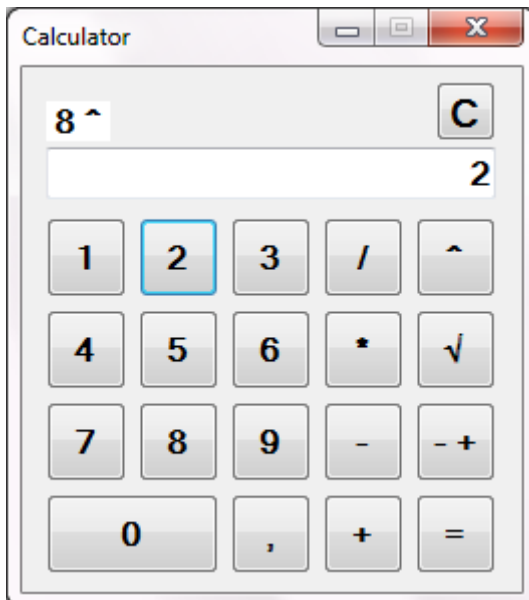 Calculator
C
8 ^
2
1 2 3 / ^
4 5 6 * √
7 8 9 - - +
0 , + =